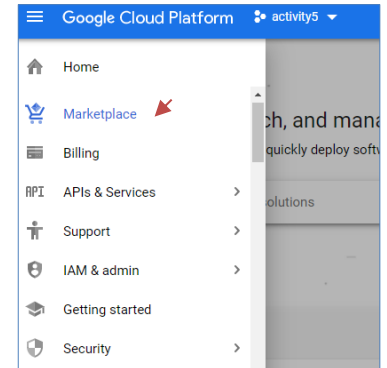 Google Cloud Platform activity5
Home
Marketplace
ch, and mana
Billing
quickly deploy softw
API APIs & Services
olutions
Support
IAM & admin
Getting started
Security